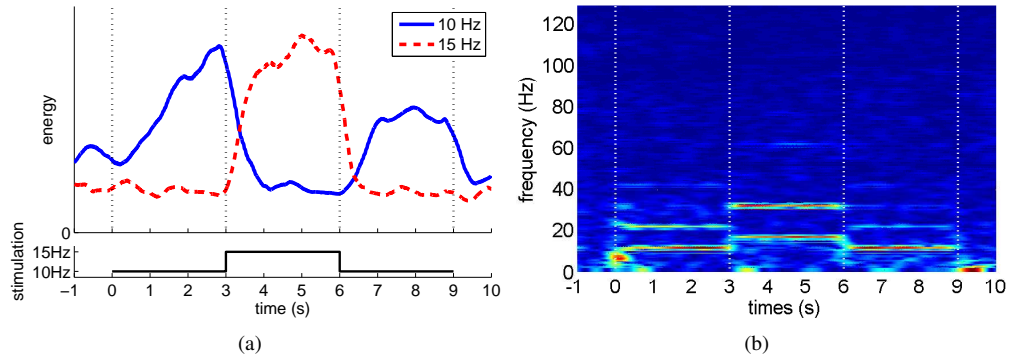 10 Hz
15 Hz
energy
0
stimulation
15Hz
10Hz
−1 0 1 2 3 4 5 6 7 8 9 10
time (s)
(a)
frequency (Hz)
120
100
80
60
40
20
0
-1 0 1 2 3 4 5 6 7 8 9 10
times (s)
(b)